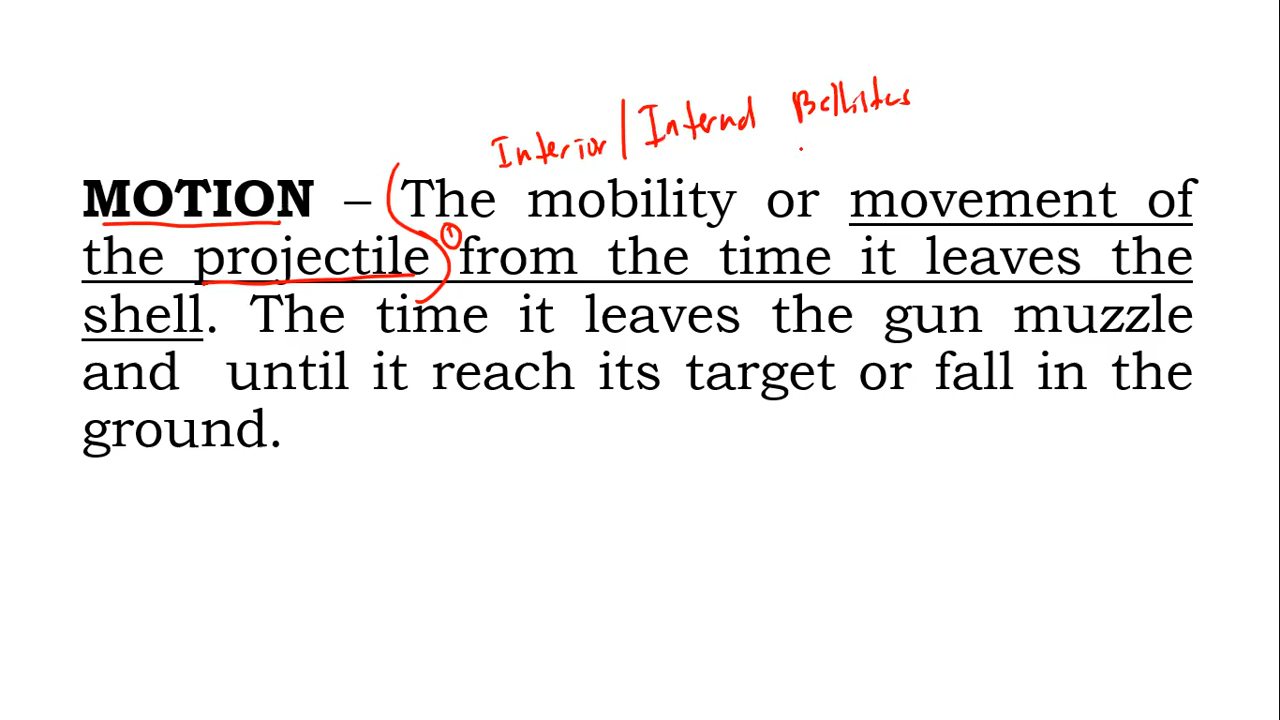 Interior | Internal Ballistics
MOTION – The mobility or movement of
the projectile ① from the time it leaves the
shell. The time it leaves the gun muzzle
and until it reach its target or fall in the
ground.